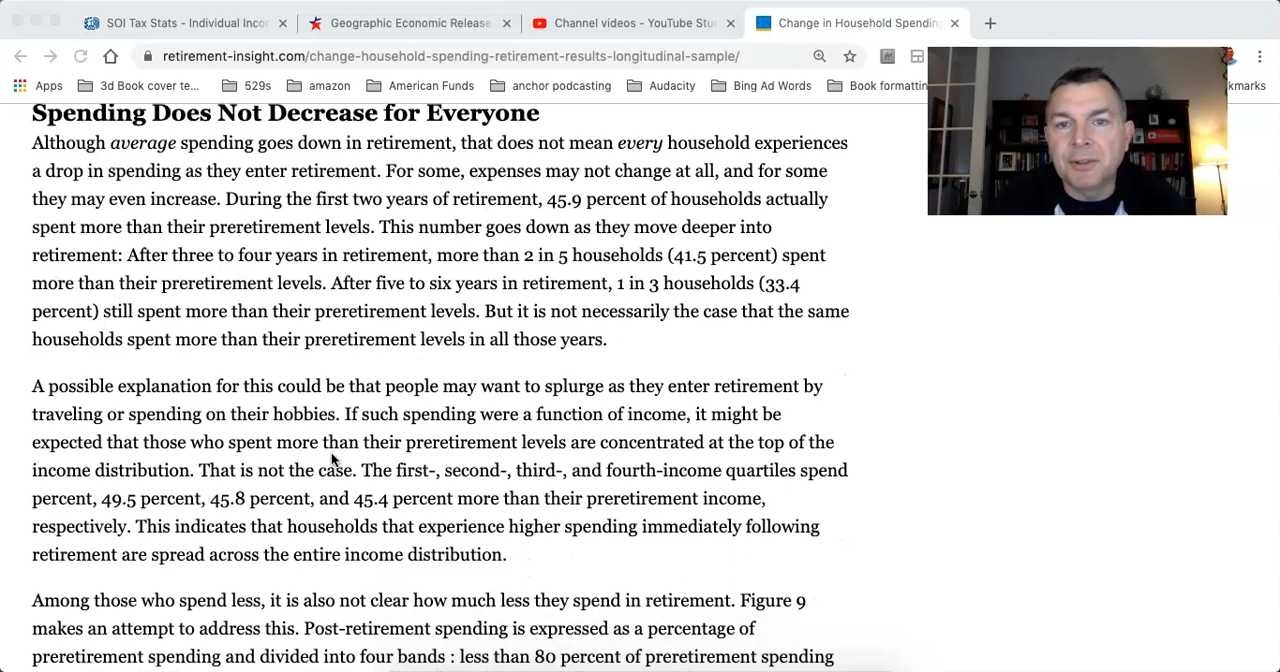 SOI Tax Stats - Individual Incor
Geographic Economic Release
Channel videos - YouTube Stu
Change in Household Spending
retirement-insight.com/change-household-spending-retirement-results-longitudinal-sample/
Apps 3d Book cover te... 529s amazon American Funds anchor podcasting Audacity Bing Ad Words Book formattin kmarks
Spending Does Not Decrease for Everyone
Although average spending goes down in retirement, that does not mean every household experiences
a drop in spending as they enter retirement. For some, expenses may not change at all, and for some
they may even increase. During the first two years of retirement, 45.9 percent of households actually
spent more than their preretirement levels. This number goes down as they move deeper into
retirement: After three to four years in retirement, more than 2 in 5 households (41.5 percent) spent
more than their preretirement levels. After five to six years in retirement, 1 in 3 households (33.4
percent) still spent more than their preretirement levels. But it is not necessarily the case that the same
households spent more than their preretirement levels in all those years.
A possible explanation for this could be that people may want to splurge as they enter retirement by
traveling or spending on their hobbies. If such spending were a function of income, it might be
expected that those who spent more than their preretirement levels are concentrated at the top of the
income distribution. That is not the case. The first-, second-, third-, and fourth-income quartiles spend
percent, 49.5 percent, 45.8 percent, and 45.4 percent more than their preretirement income,
respectively. This indicates that households that experience higher spending immediately following
retirement are spread across the entire income distribution.
Among those who spend less, it is also not clear how much less they spend in retirement. Figure 9
makes an attempt to address this. Post-retirement spending is expressed as a percentage of
preretirement spending and divided into four bands : less than 80 percent of preretirement spending